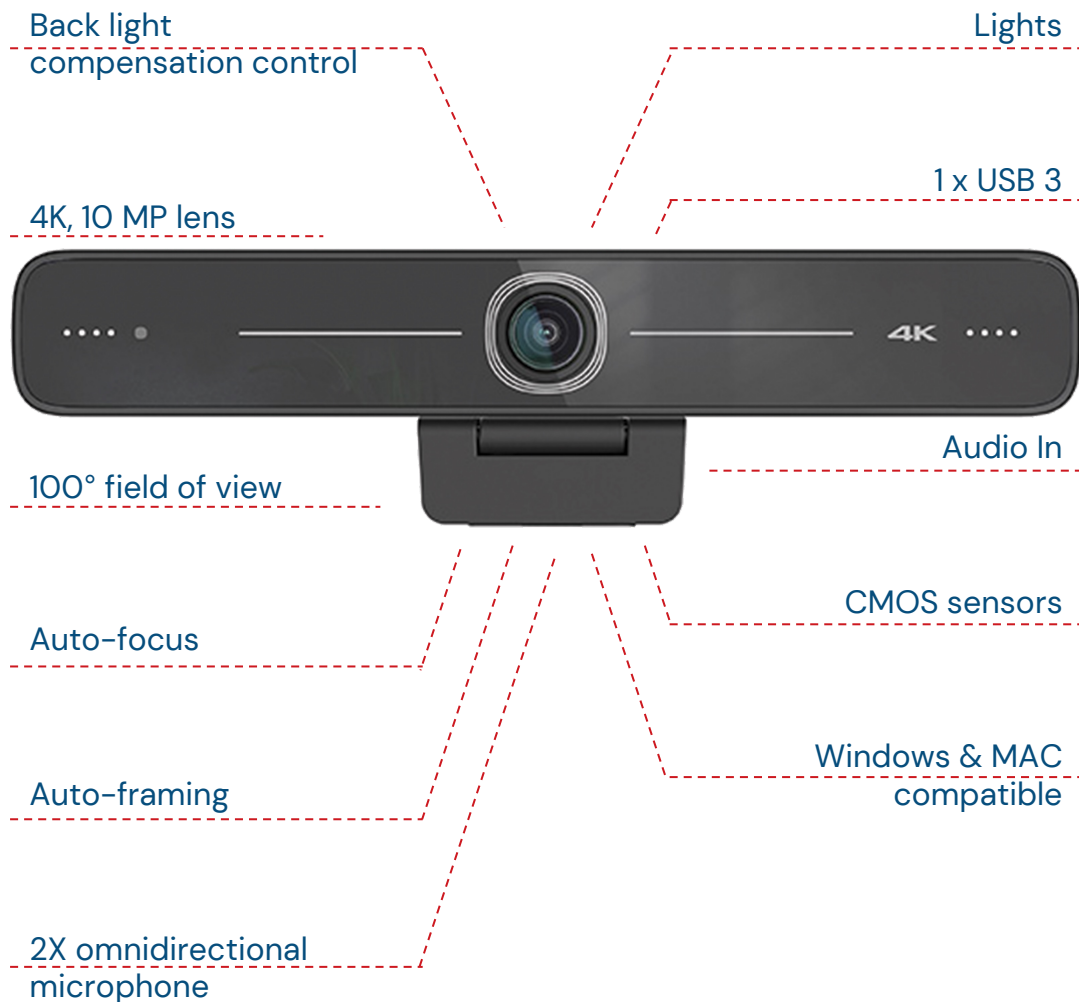 Back light
compensation control
Lights
1 x USB 3
4K, 10 MP lens
4K
Audio In
100° field of view
CMOS sensors
Auto-focus
Windows & MAC
compatible
Auto-framing
2X omnidirectional
microphone